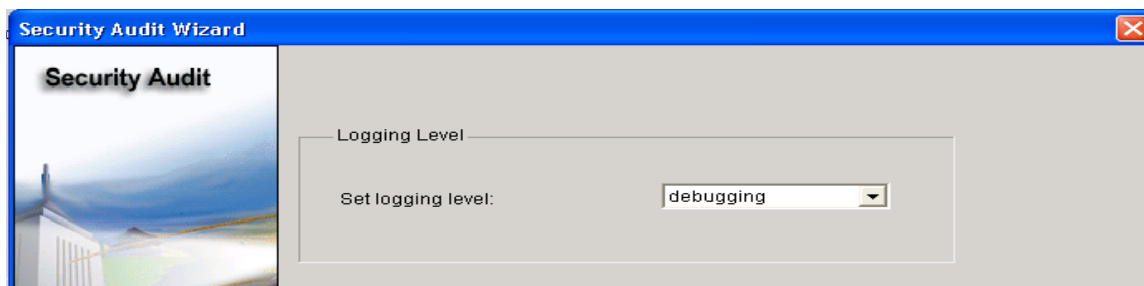 Security Audit Wizard
Security Audit
Logging Level
Set logging level:
debugging